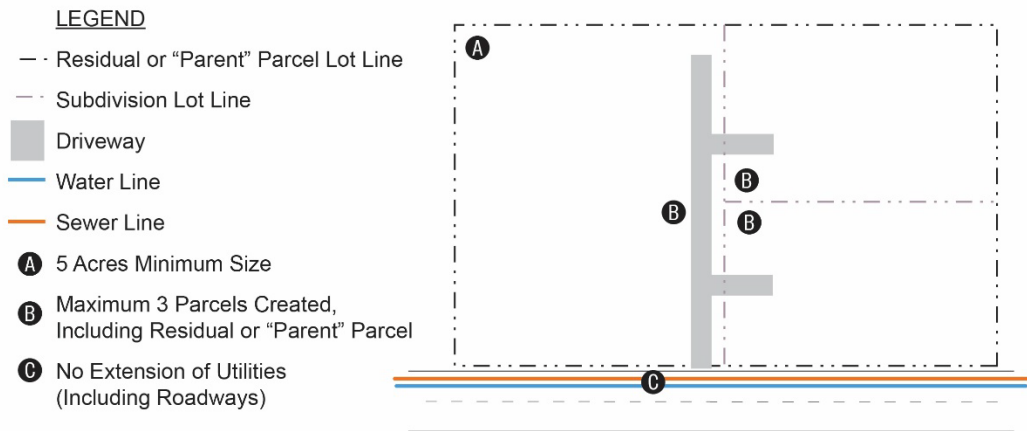 LEGEND
Residual or “Parent” Parcel Lot Line
Subdivision Lot Line
Driveway
Water Line
Sewer Line
A 5 Acres Minimum Size
B Maximum 3 Parcels Created,
Including Residual or “Parent” Parcel
C No Extension of Utilities
(Including Roadways)
A
B
B
B
C